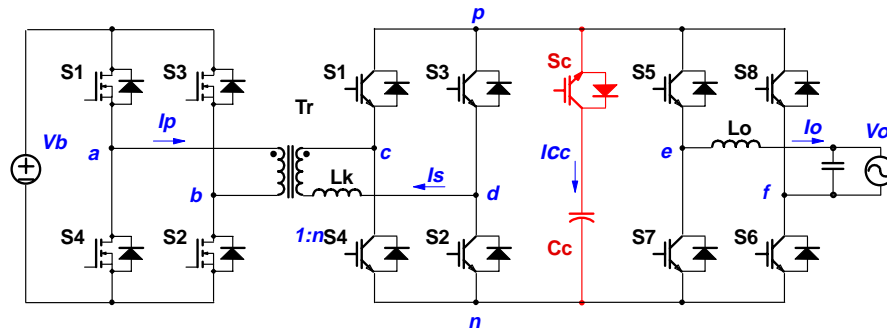 p
S1 S3 S1 S3 Sc S5 S8
Tr
Vb a Ip c Icc e Lo Io Vo
b Lk Is d f
S4 S2 1:n S4 S2 Cc S7 S6
n